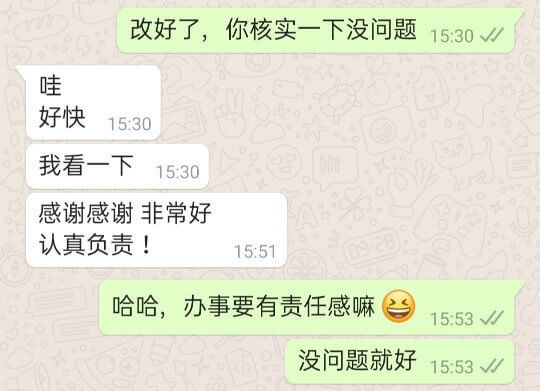 改好了，你核实一下没问题 15:30
哇
好快 15:30
我看一下 15:30
感谢感谢 非常好
认真负责！ 15:51
哈哈，办事要有责任感嘛😆 15:53
没问题就好 15:53